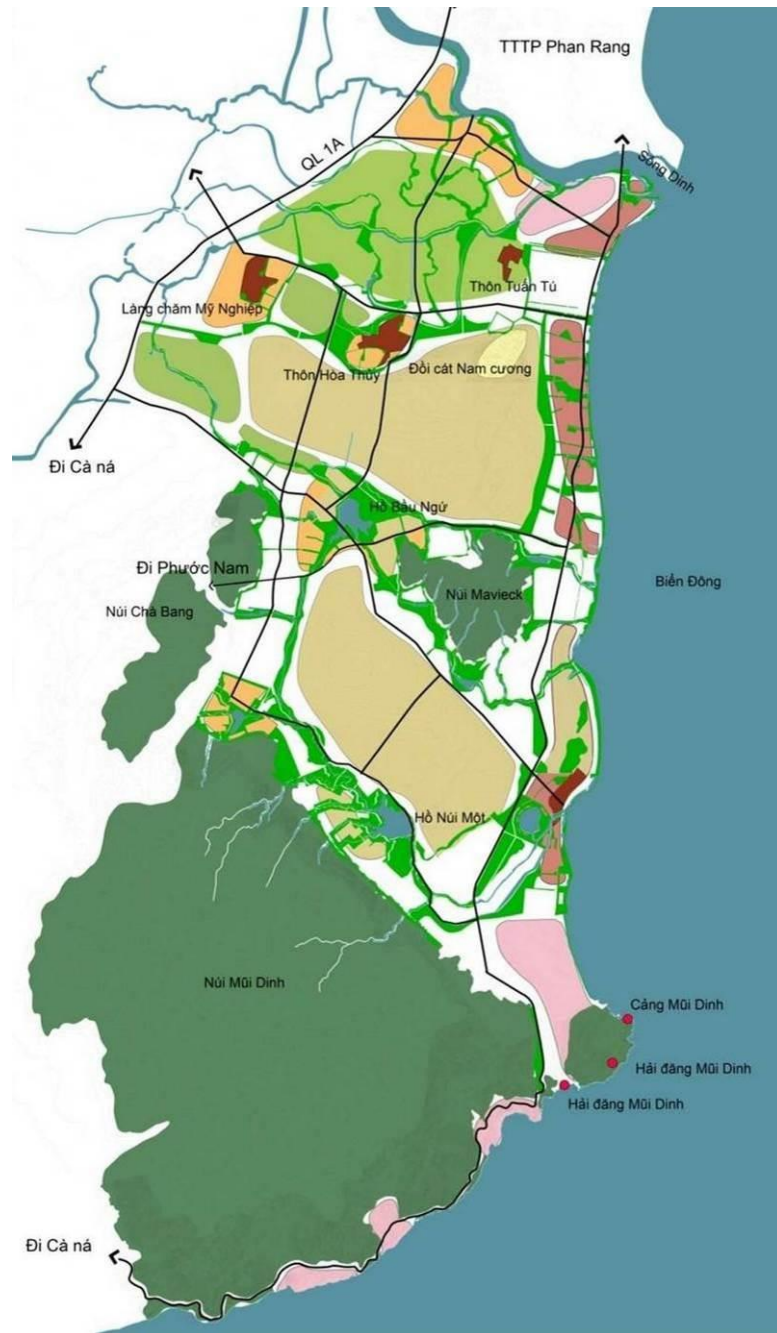 TTTP Phan Rang
QL 1A
Sông Dinh
Thôn Tuấn Tú
Làng chăm Mỹ Nghiệp
Thôn Hòa Thủy
Đồi cát Nam cương
Đi Cà ná
Hồ Bầu Ngứ
Đi Phước Nam
Núi Mavieck
Biển Đông
Núi Chà Bang
Hồ Núi Một
Núi Mũi Dinh
Cảng Mũi Dinh
Hải đăng Mũi Dinh
Hải đăng Mũi Dinh
Đi Cà ná